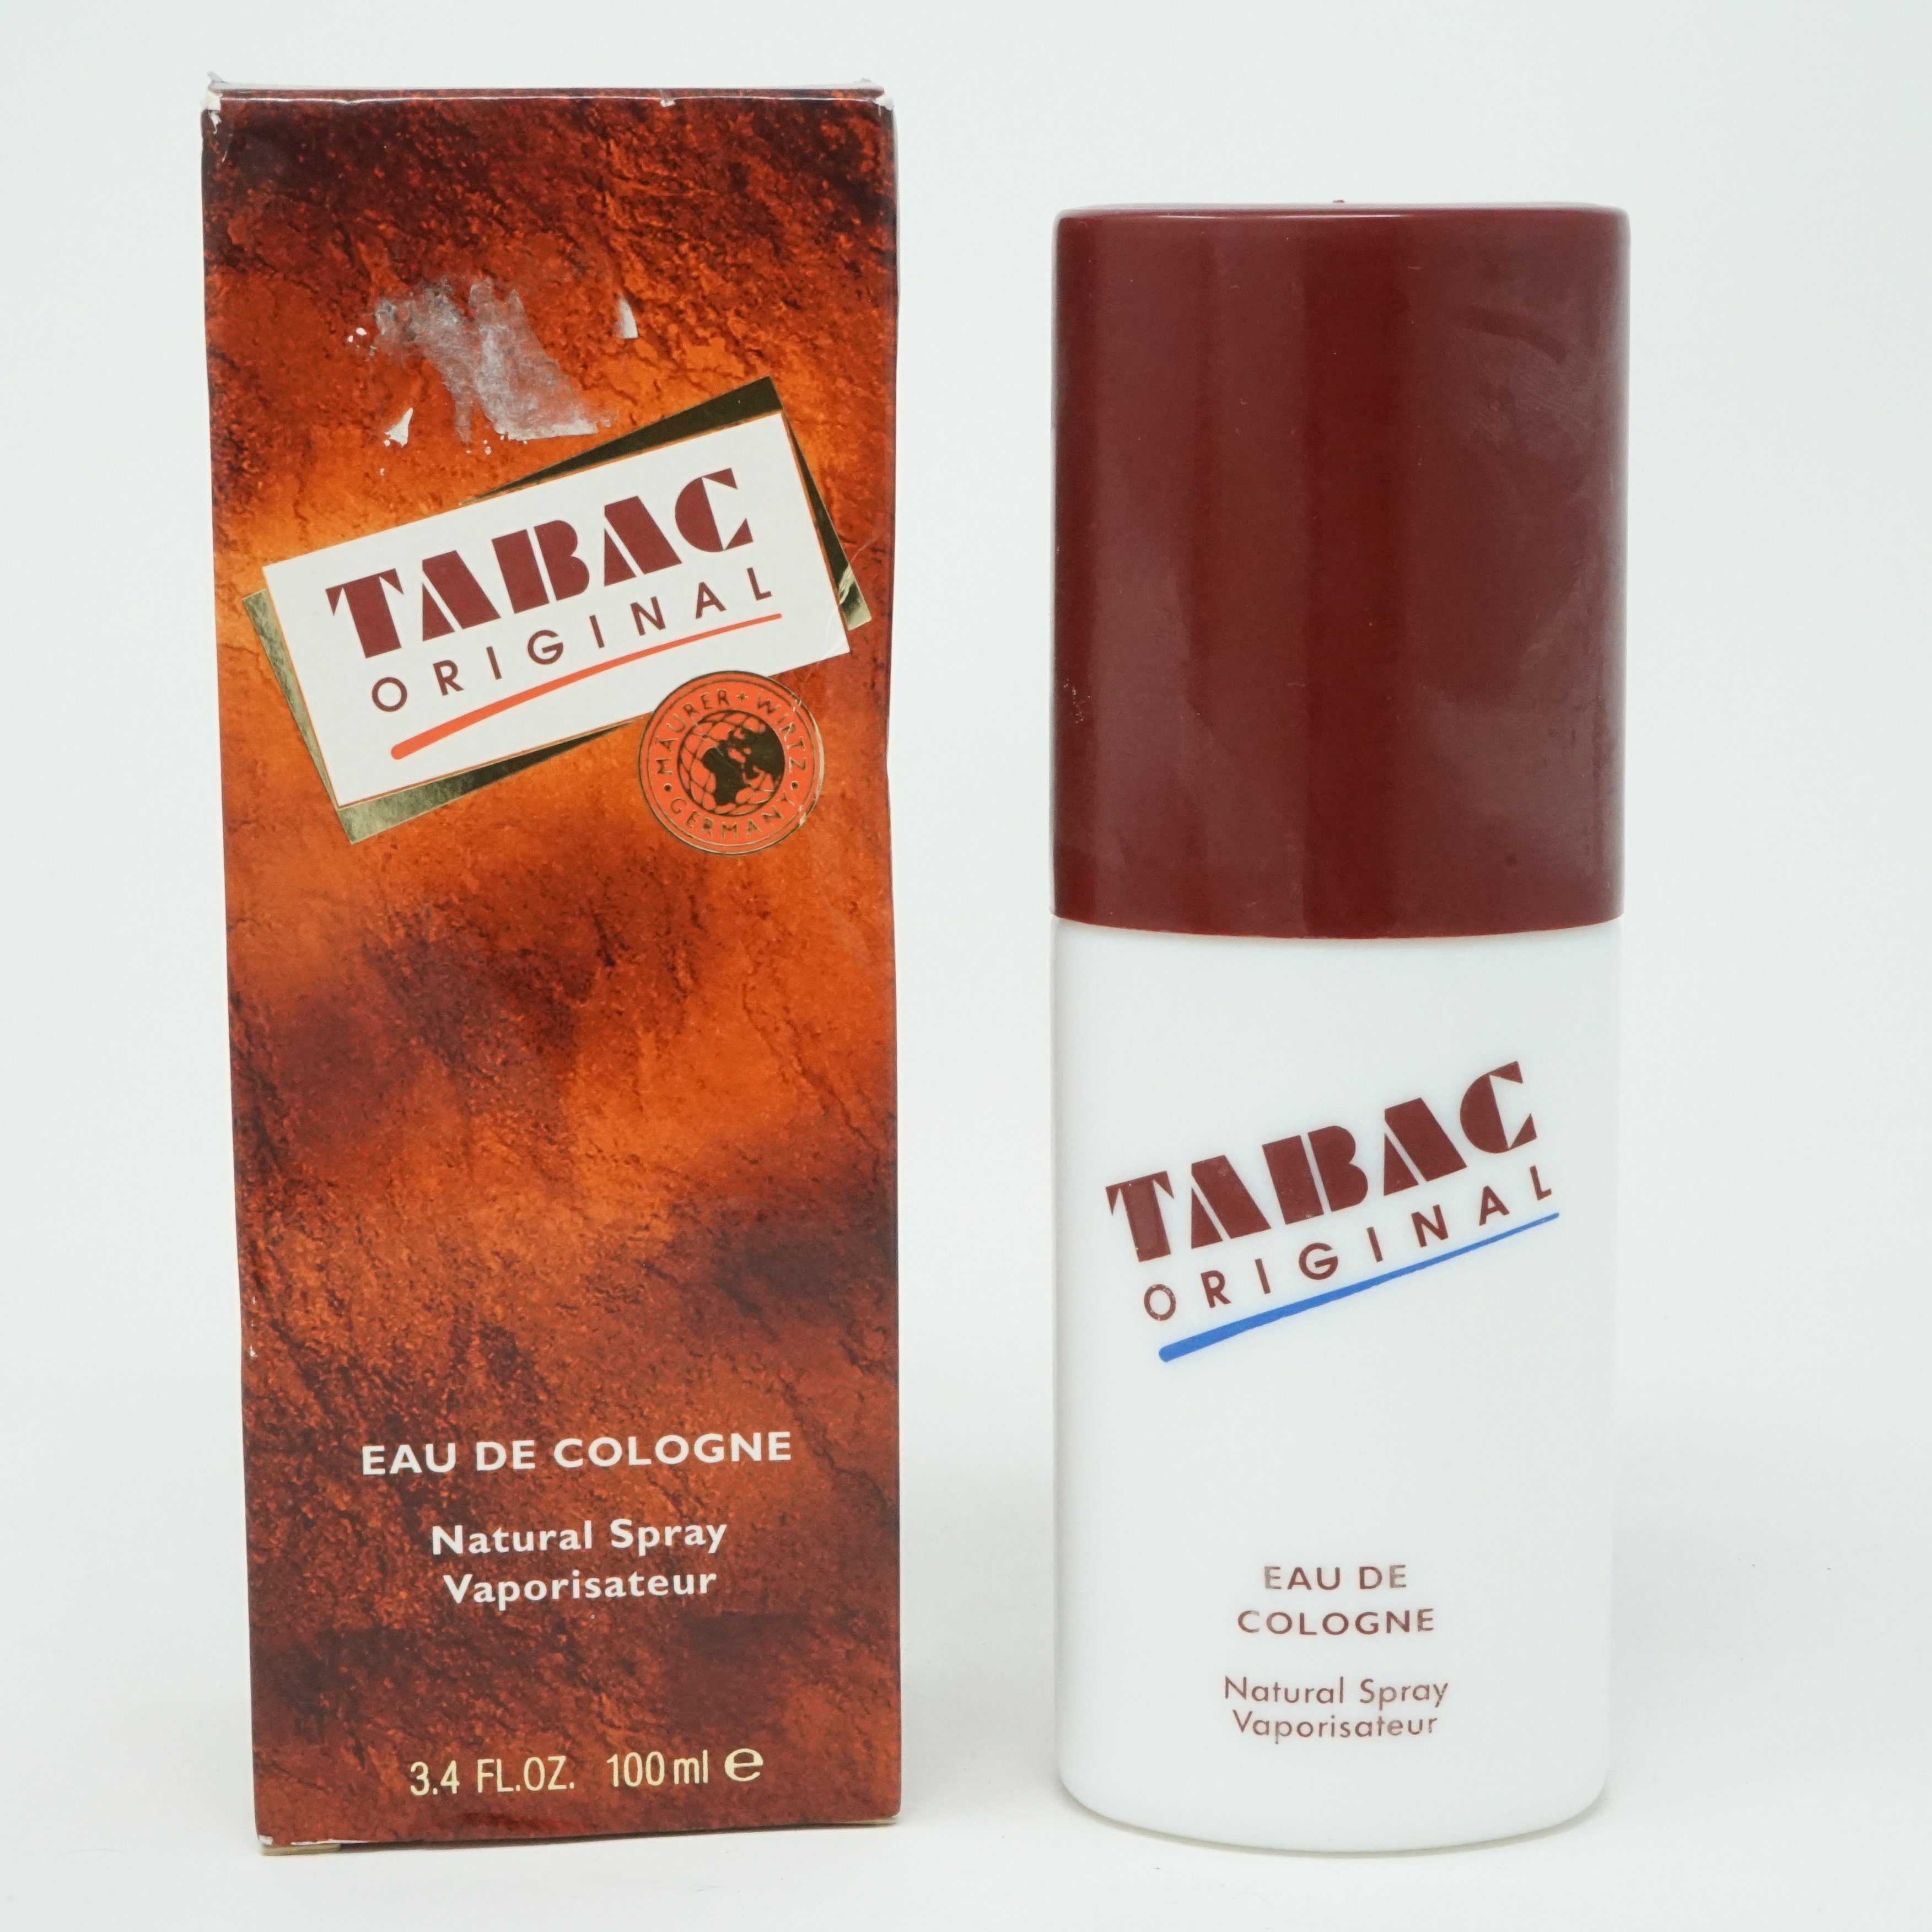 TABAC
ORIGINAL
MÄURER + WIRTZ
• GERMANY •
EAU DE COLOGNE
Natural Spray
Vaporisateur
3.4 FL.OZ. 100 ml ℮
TABAC
ORIGINAL
EAU DE
COLOGNE
Natural Spray
Vaporisateur